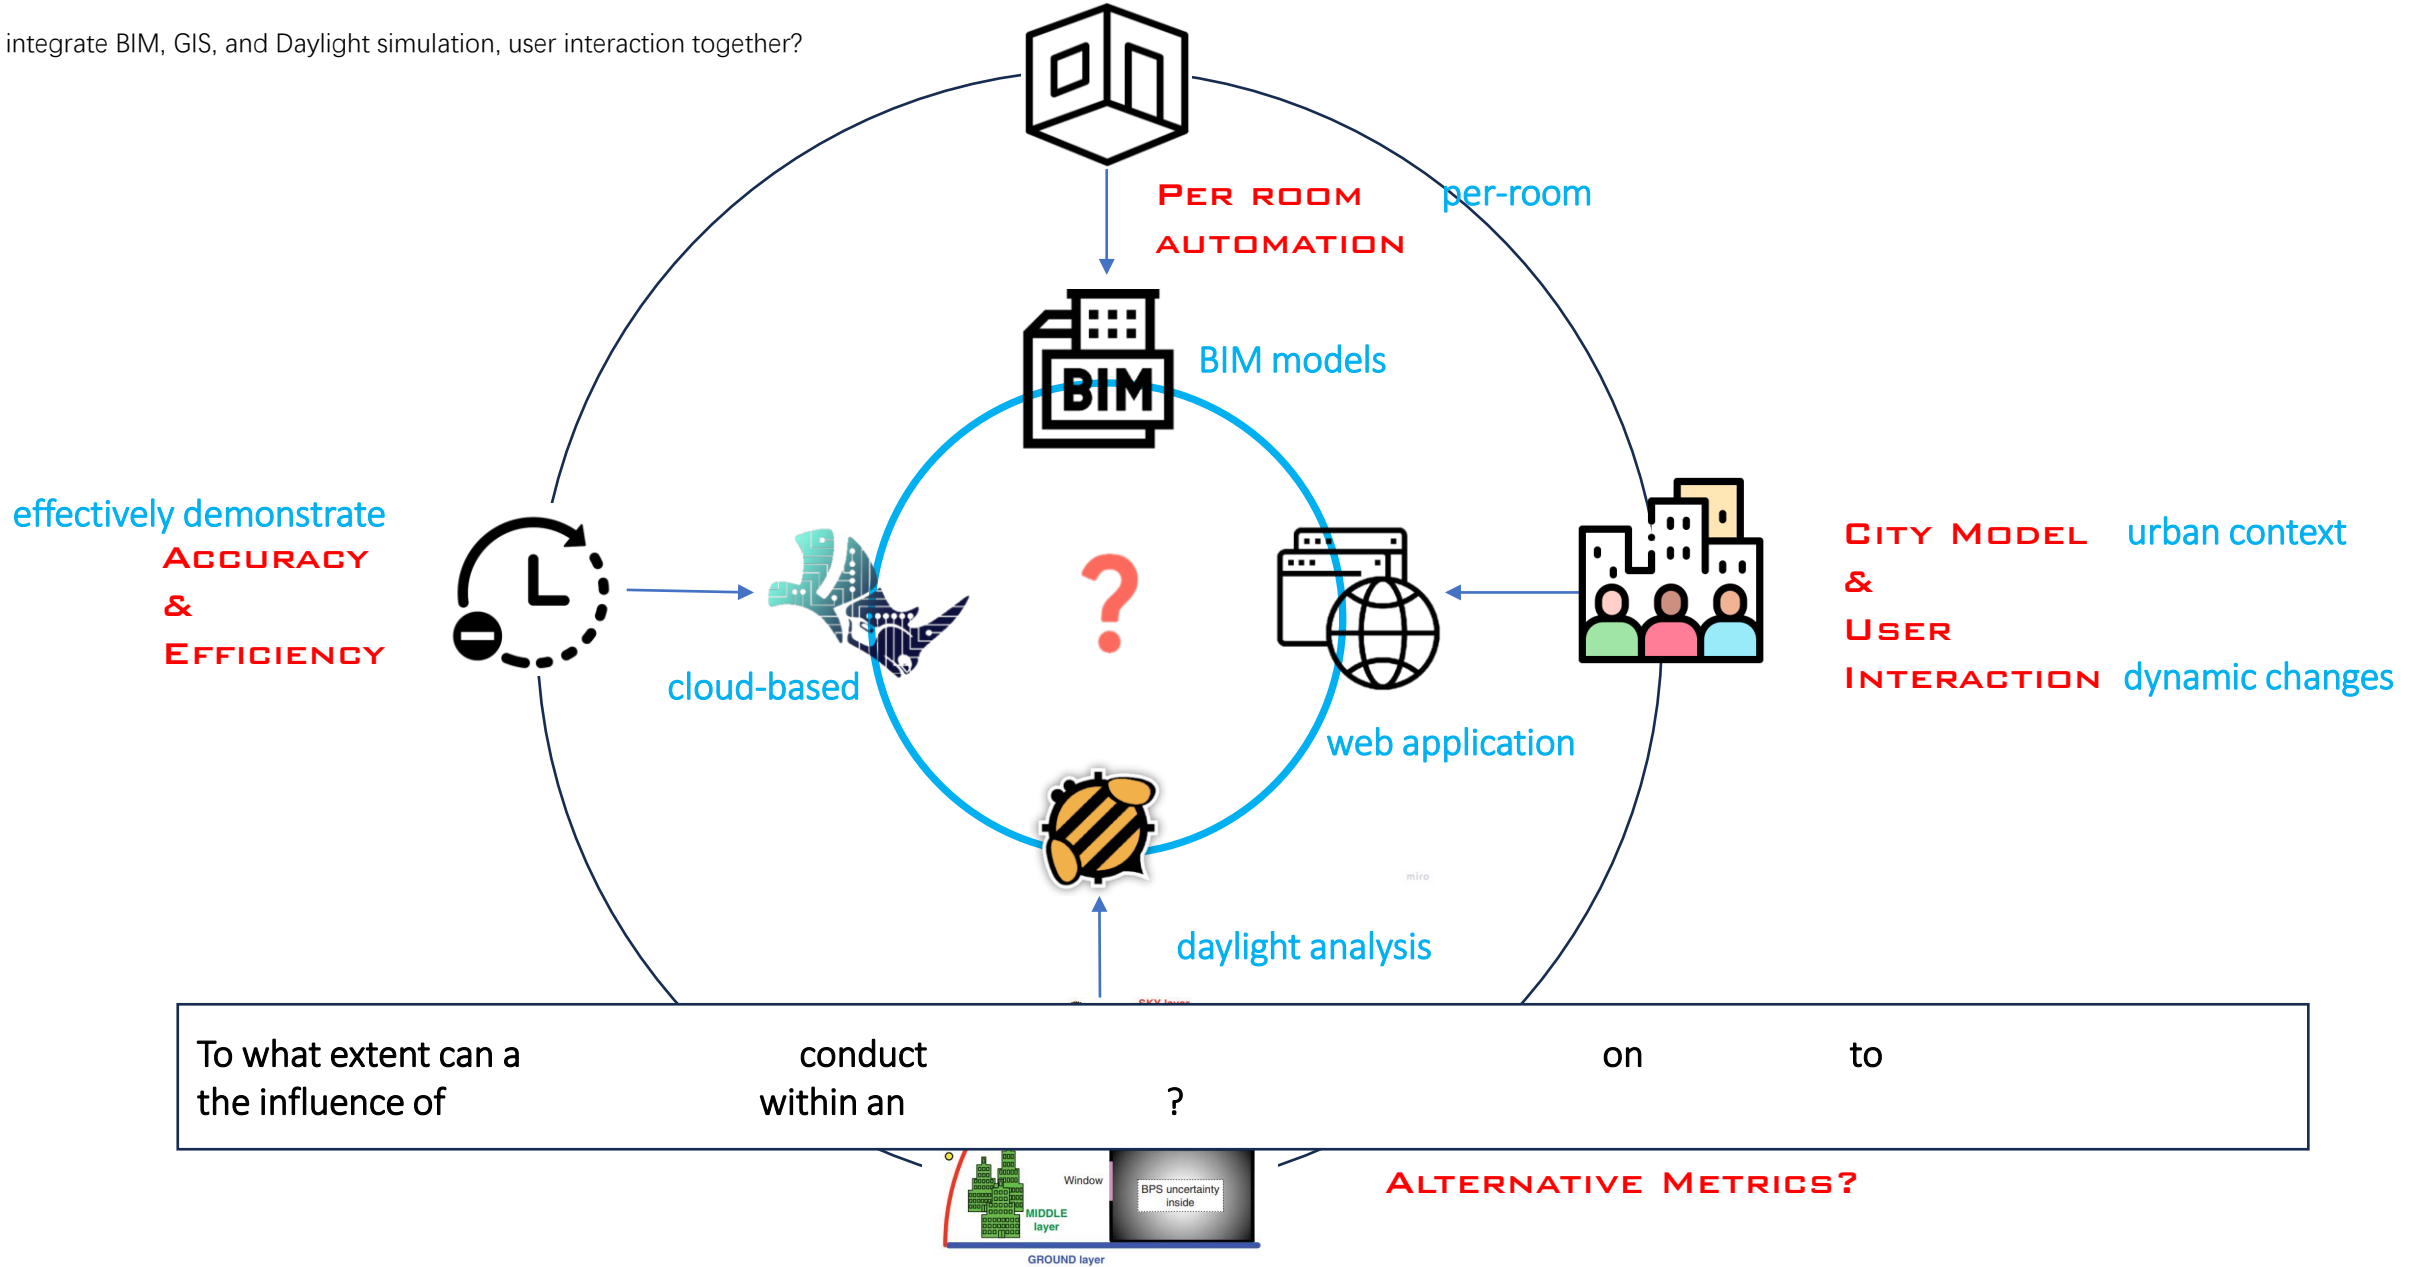 integrate BIM, GIS, and Daylight simulation, user interaction together?
PER ROOM
AUTOMATION
per-room
BIM
BIM models
effectively demonstrate
ACCURACY
&
EFFICIENCY
cloud-based
?
web application
CITY MODEL
&
USER
INTERACTION
urban context
dynamic changes
miro
daylight analysis
SKY layer
To what extent can a conduct on to
the influence of within an ?
Window
BPS uncertainty
inside
MIDDLE
layer
GROUND layer
ALTERNATIVE METRICS?